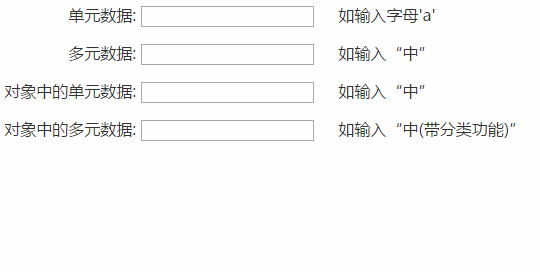 单元数据: 如输入字母'a'
多元数据: 如输入“中”
对象中的单元数据: 如输入“中”
对象中的多元数据: 如输入“中(带分类功能)”